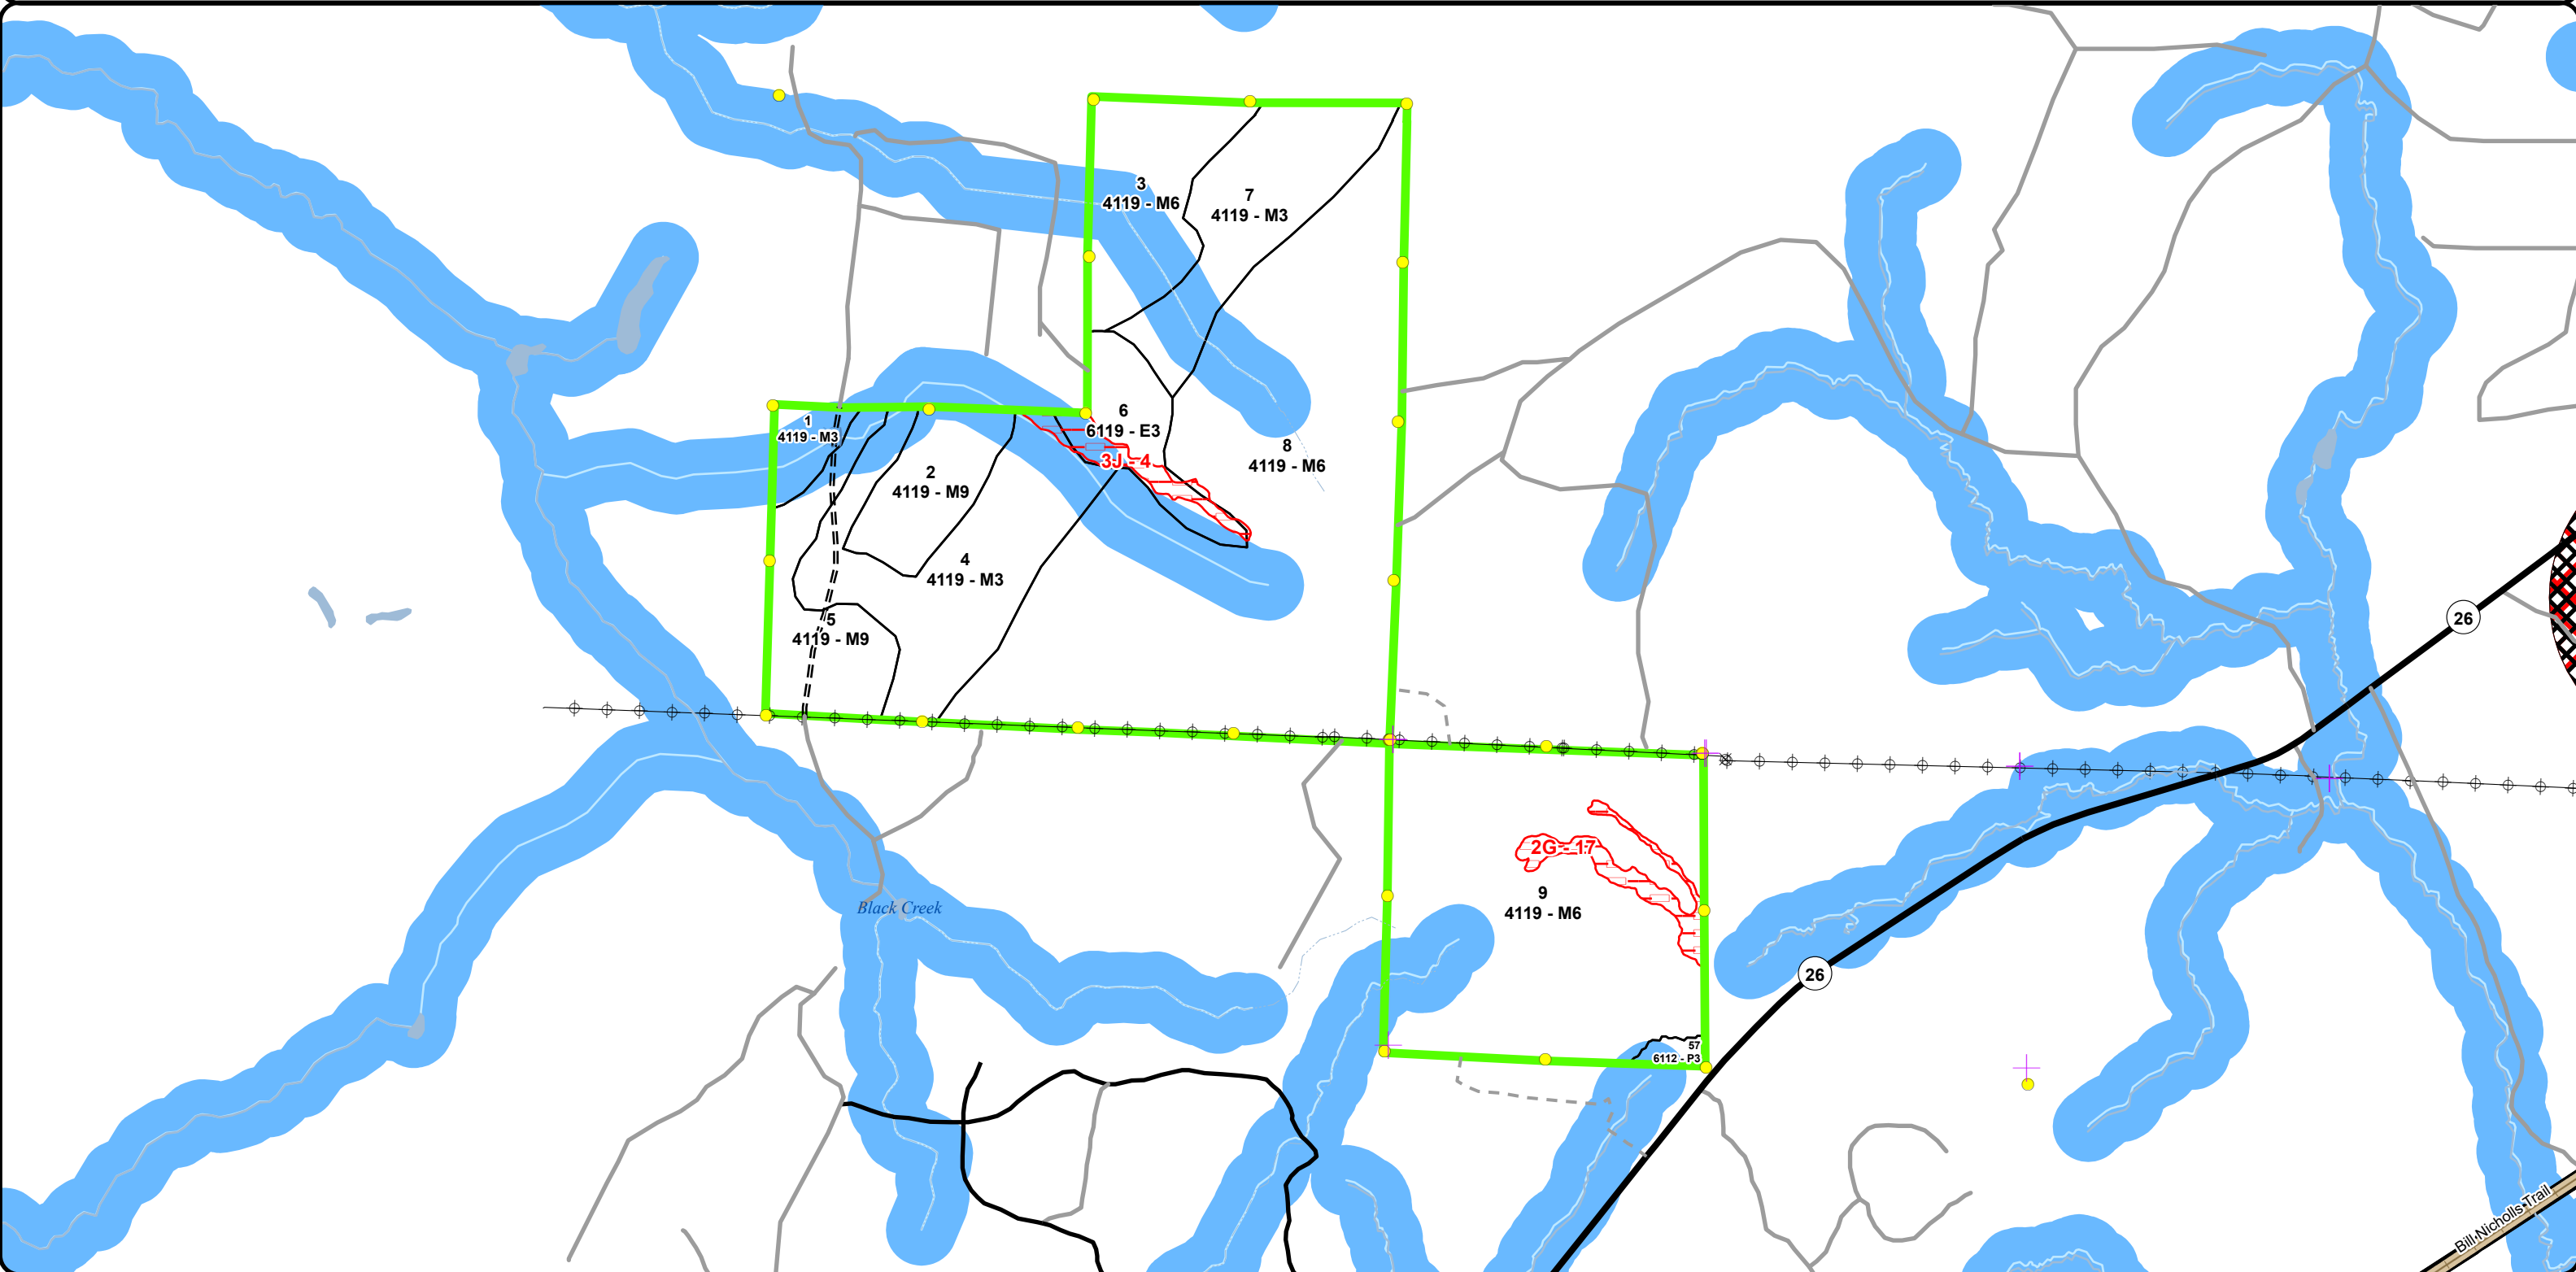 3
4119 - M6
7
4119 - M3
1
4119 - M3
6
6119 - E3
3J - 4
8
4119 - M6
2
4119 - M9
4
4119 - M3
5
4119 - M9
26
2G - 17
9
4119 - M6
Black Creek
26
57
6112 - P3
Bill Nicholls Trail